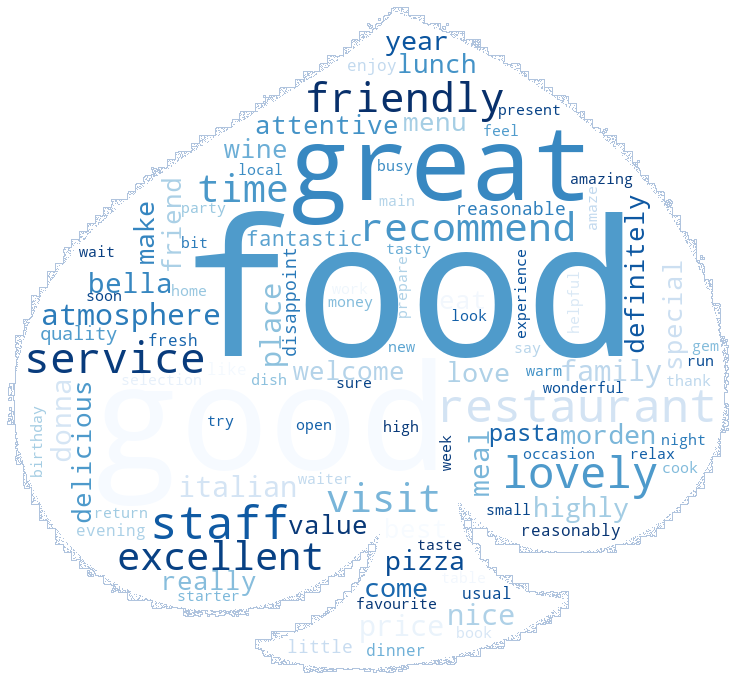 year
enjoy lunch
friendly present
attentive menu feel
wine great busy
local amazing
time friend main amaze
make party recommend reasonable
bit fantastic tasty definitely
wait food
bella disappoint prepare experience helpful special
soon home place work eat
money look
atmosphere
quality fresh new say gem
service welcome love warm family run
selection like dish sure wonderful thank
donna good restaurant
birthday delicious try open high pasta morden night
week meal occasion relax cook
italian waiter lovely
return visit small highly
evening staff value best reasonably
excellent taste pizza
really come table usual
starter favourite
price nice
book
little dinner